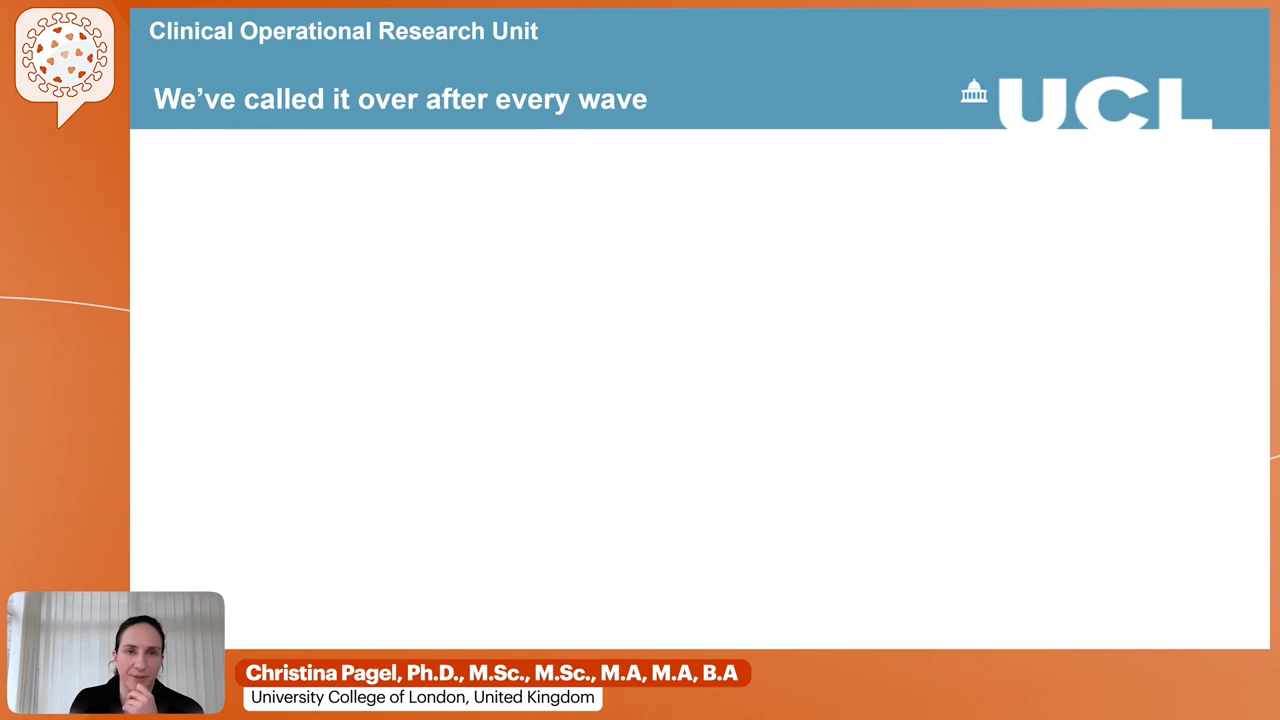 Clinical Operational Research Unit
We’ve called it over after every wave
UCL
Christina Pagel, Ph.D., M.Sc., M.Sc., M.A, M.A, B.A
University College of London, United Kingdom